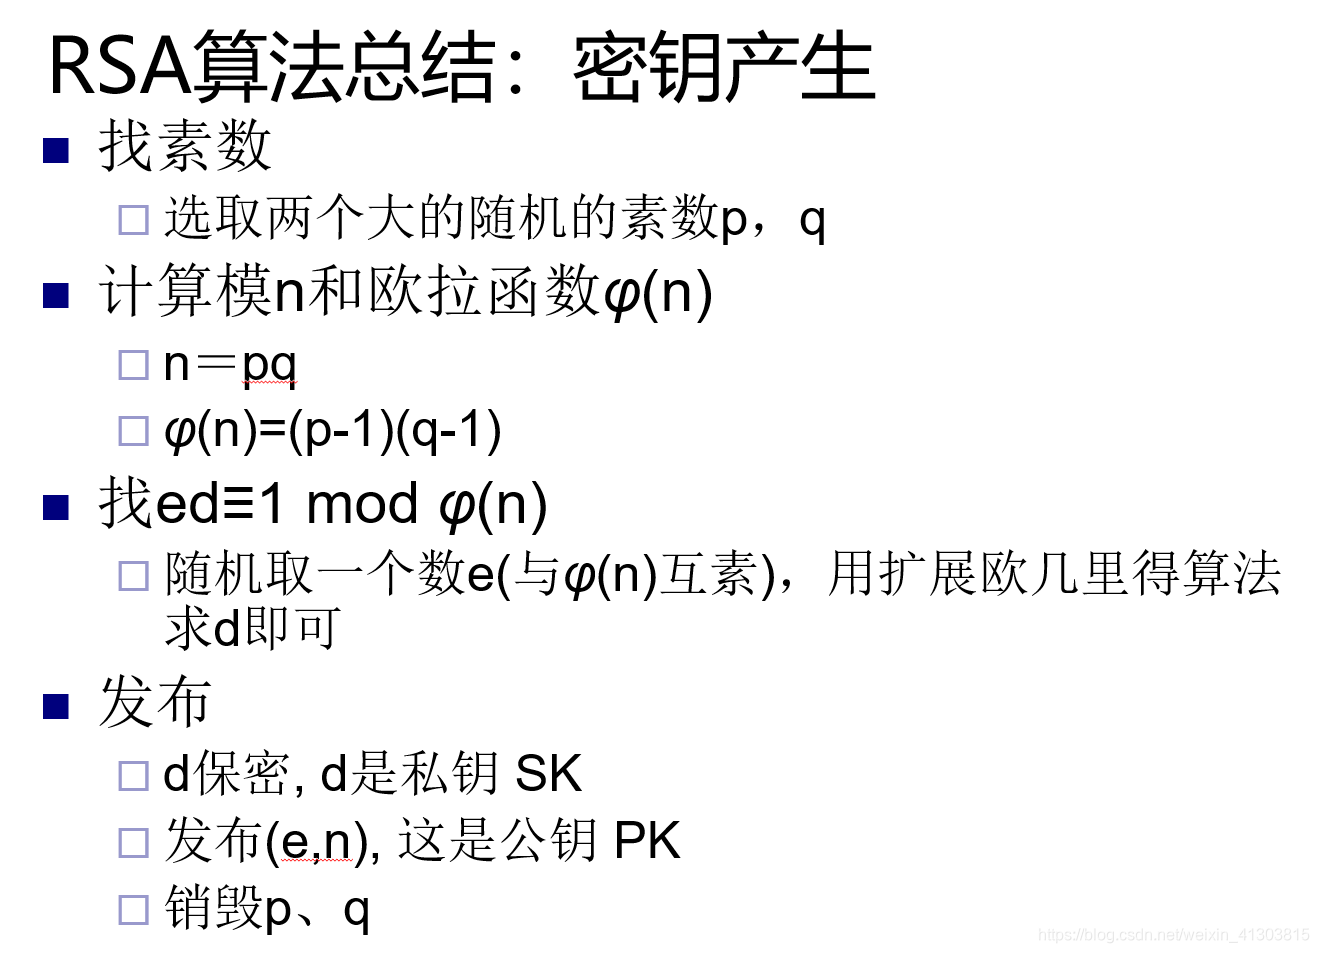 RSA算法总结：密钥产生
找素数
选取两个大的随机的素数p，q
计算模n和欧拉函数φ(n)
n＝pq
φ(n)=(p-1)(q-1)
找ed≡1 mod φ(n)
随机取一个数e(与φ(n)互素)，用扩展欧几里得算法
求d即可
发布
d保密, d是私钥 SK
发布(e,n), 这是公钥 PK
销毁p、q
https://blog.csdn.net/weixin_41303815